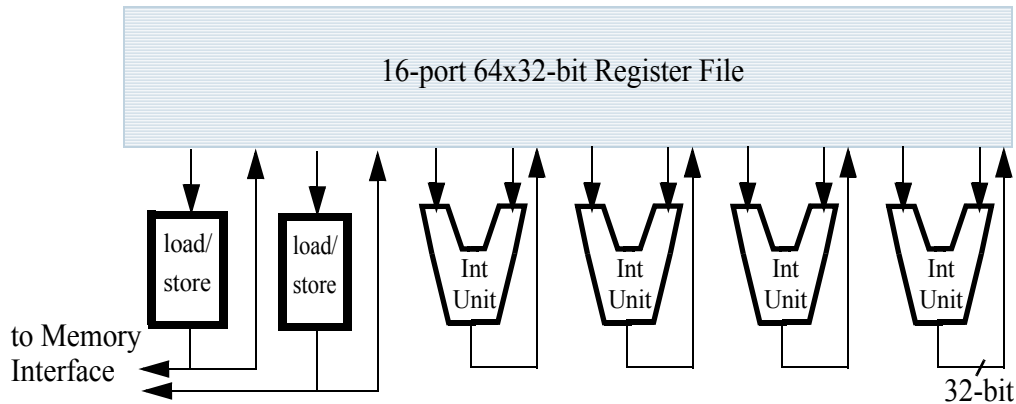 16-port 64x32-bit Register File
load/
store
load/
store
Int
Unit
Int
Unit
Int
Unit
Int
Unit
to Memory
Interface
32-bit